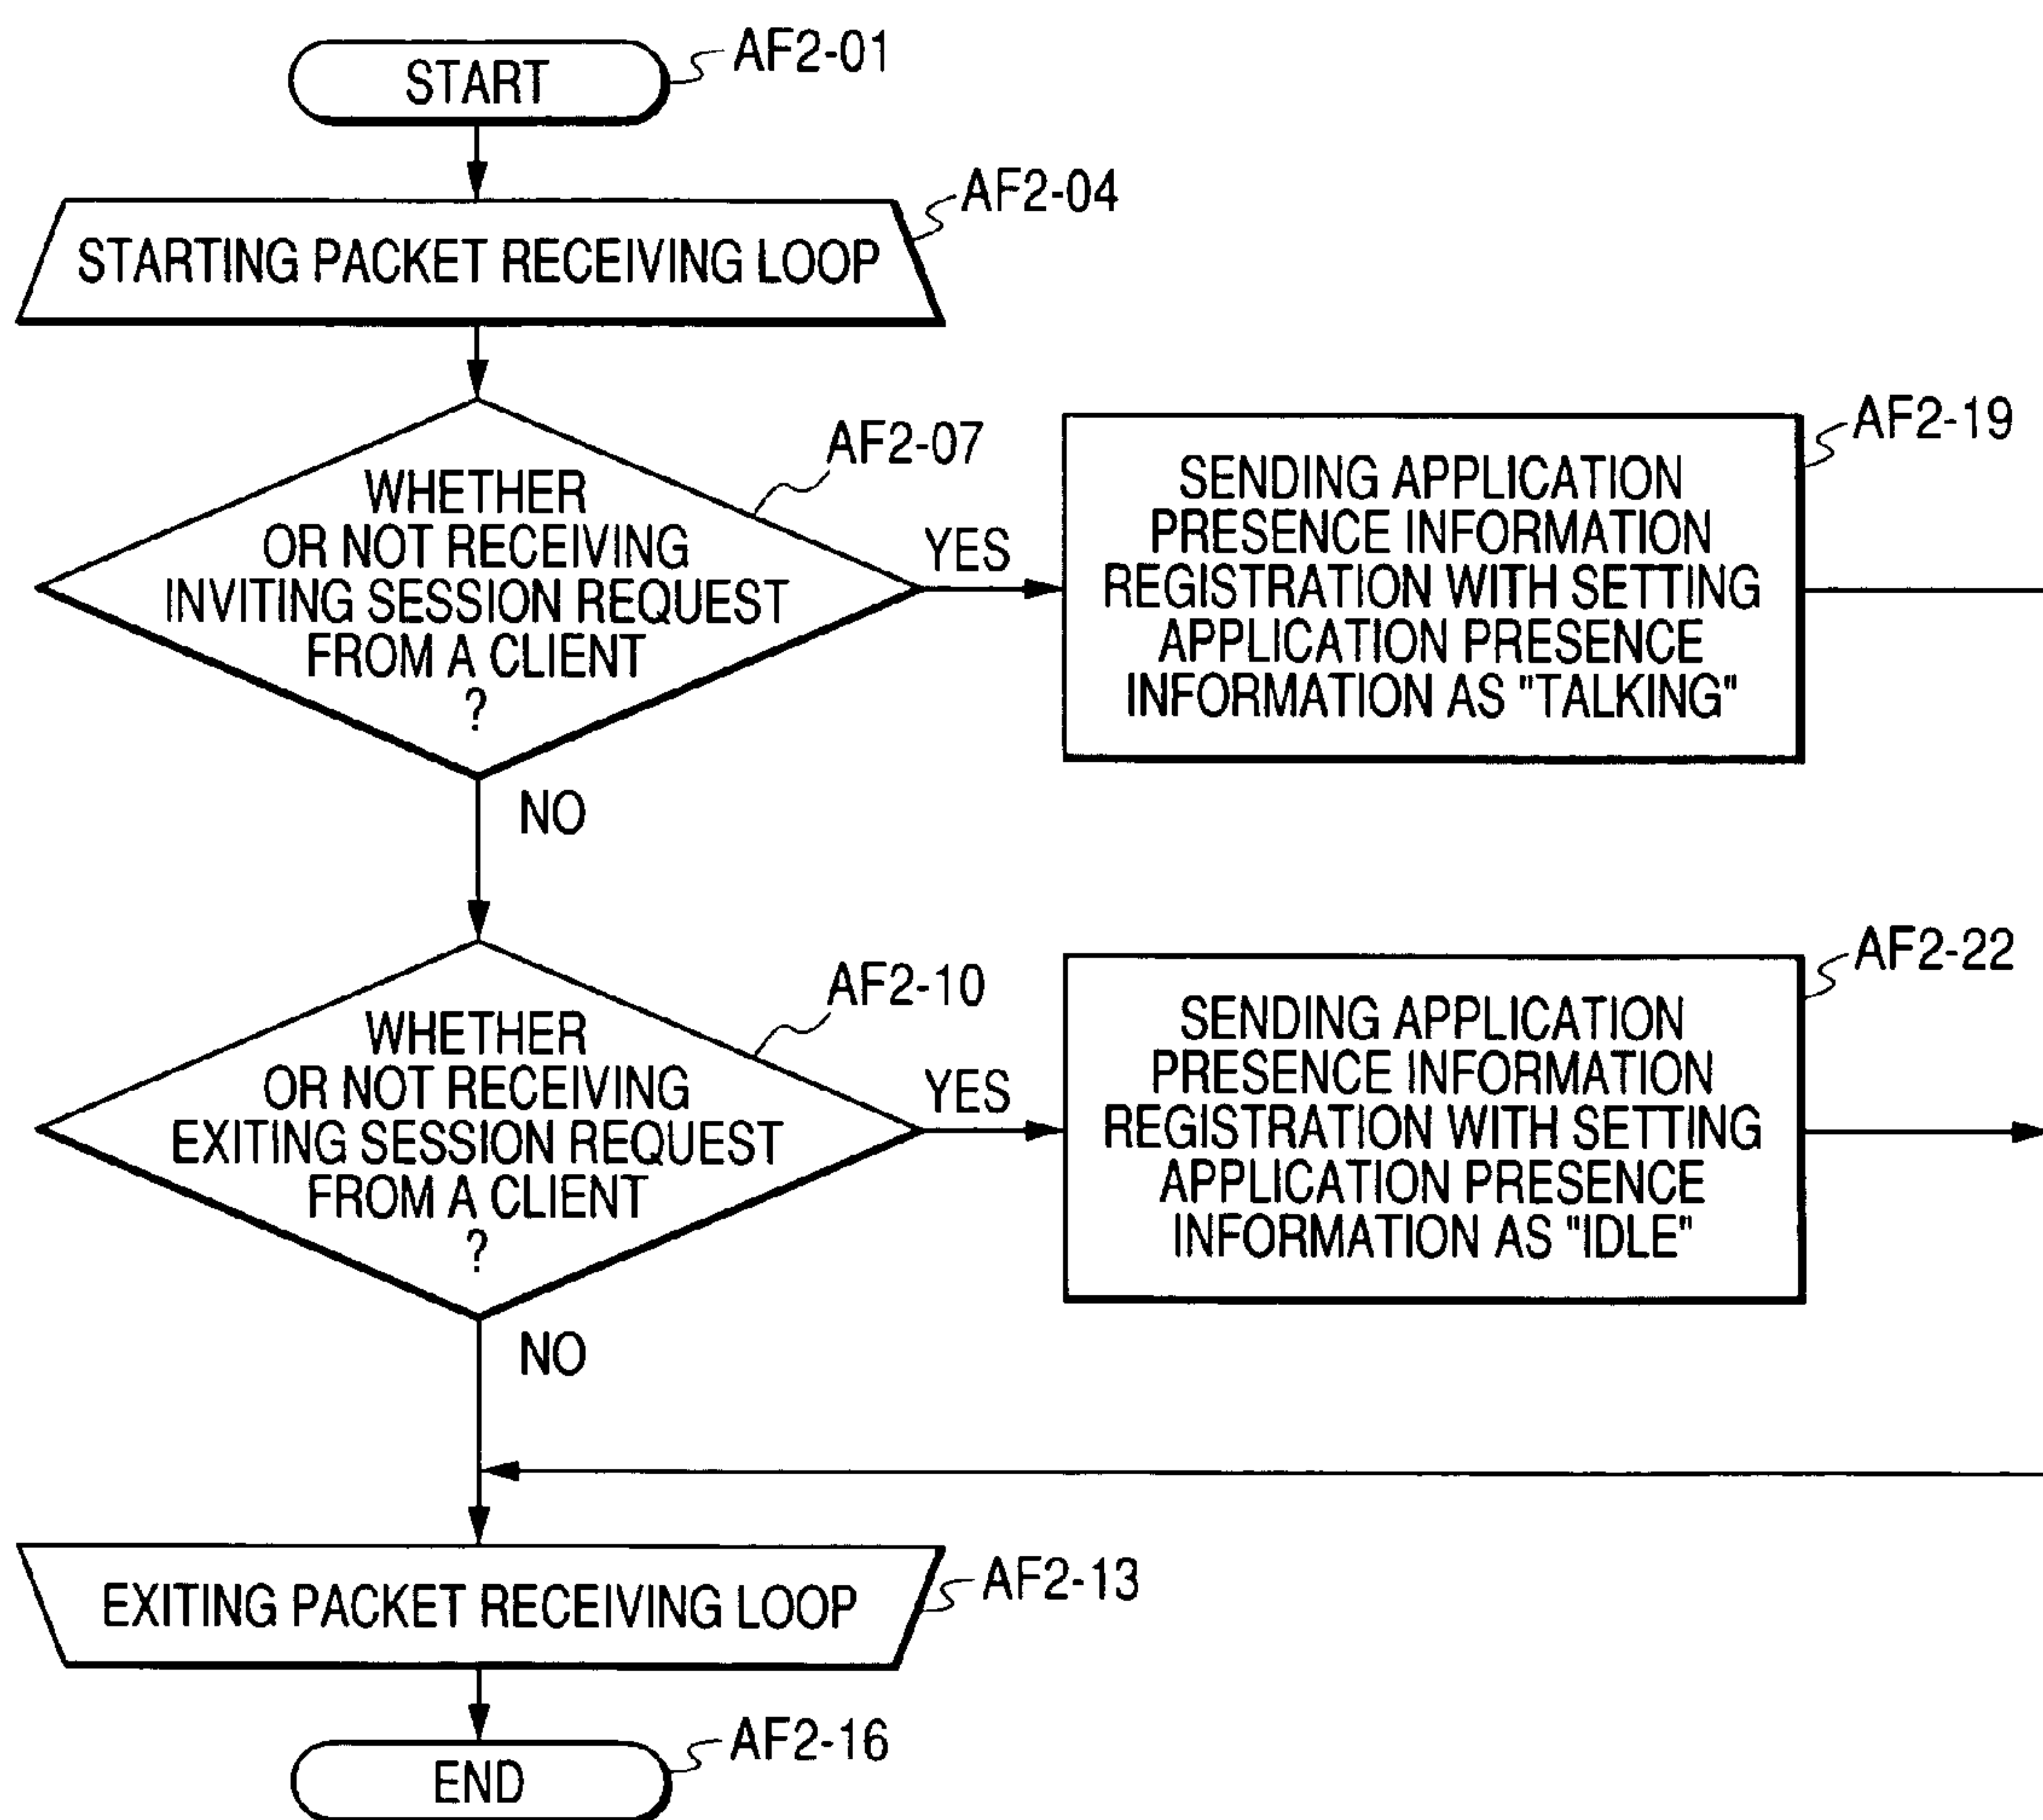 START
AF2-01
STARTING PACKET RECEIVING LOOP
AF2-04
WHETHER
OR NOT RECEIVING
INVITING SESSION REQUEST
FROM A CLIENT
?
AF2-07
YES
NO
SENDING APPLICATION
PRESENCE INFORMATION
REGISTRATION WITH SETTING
APPLICATION PRESENCE
INFORMATION AS "TALKING"
AF2-19
WHETHER
OR NOT RECEIVING
EXITING SESSION REQUEST
FROM A CLIENT
?
AF2-10
YES
NO
SENDING APPLICATION
PRESENCE INFORMATION
REGISTRATION WITH SETTING
APPLICATION PRESENCE
INFORMATION AS "IDLE"
AF2-22
EXITING PACKET RECEIVING LOOP
AF2-13
END
AF2-16